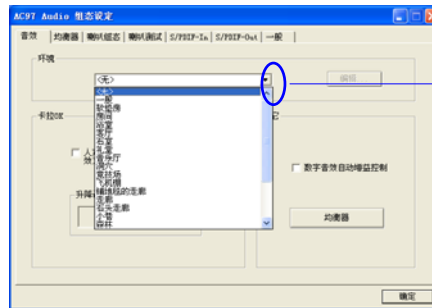 AC97 Audio 组态设定
音效 均衡器 喇叭组态 喇叭测试 S/PDIF-In S/PDIF-Out 一般
环境
<无>
编辑...
<无>
一般
软垫房
房间
浴室
客厅
石室
礼堂
音乐厅
洞穴
竞技场
飞机棚
铺地毯的走廊
走廊
石头走廊
小巷
森林
卡拉OK
数字音效自动增益控制
升降
均衡器
确定